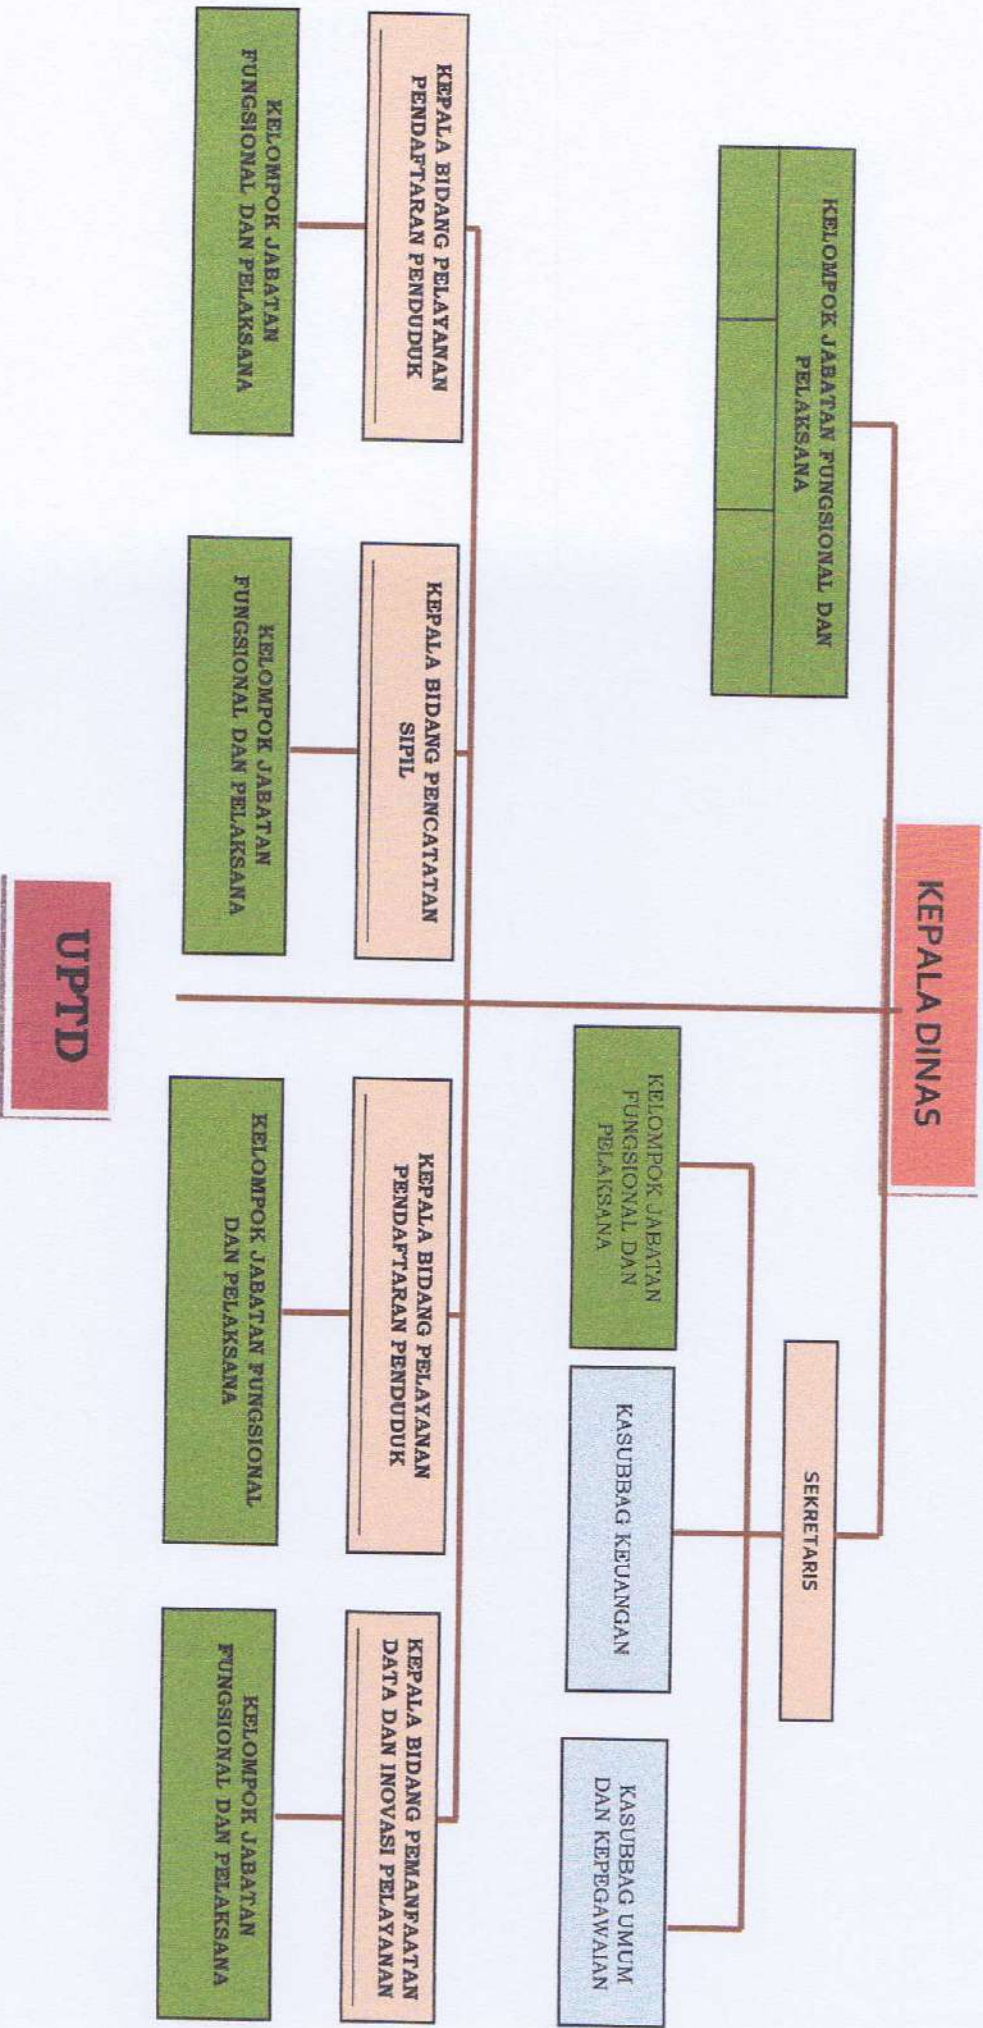 KEPALA DINAS
KELOMPOK JABATAN FUNGSIONAL DAN
PELAKSANA
SEKRETARIS
KELOMPOK JABATAN
FUNGSIONAL DAN
PELAKSANA
KASUBBAG KEUANGAN
KASUBBAG UMUM
DAN KEPEGAWAIAN
KEPALA BIDANG PELAYANAN
PENDAFTARAN PENDUDUK
KEPALA BIDANG PENCATATAN
SIPIL
KEPALA BIDANG PELAYANAN
PENDAFTARAN PENDUDUK
KEPALA BIDANG PEMANFAATAN
DATA DAN INOVASI PELAYANAN
KELOMPOK JABATAN
FUNGSIONAL DAN PELAKSANA
KELOMPOK JABATAN
FUNGSIONAL DAN PELAKSANA
KELOMPOK JABATAN FUNGSIONAL
DAN PELAKSANA
KELOMPOK JABATAN
FUNGSIONAL DAN PELAKSANA
UPTD